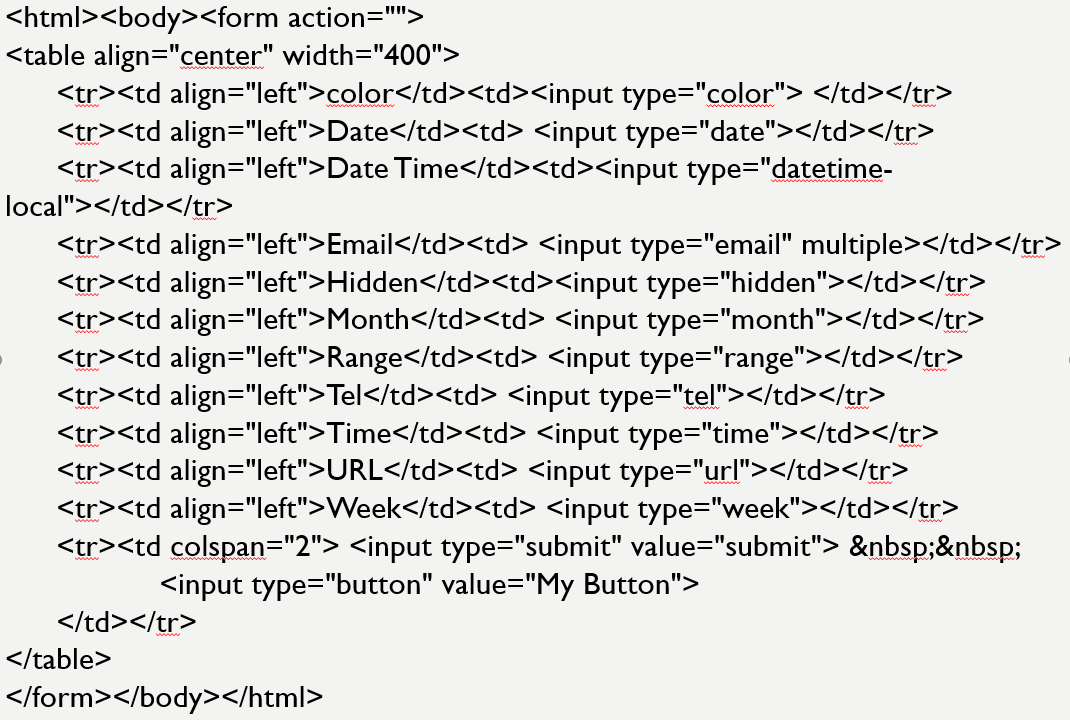 <html><body><form action="">
<table align="center" width="400">
<tr><td align="left">color</td><td><input type="color"> </td></tr>
<tr><td align="left">Date</td><td> <input type="date"></td></tr>
<tr><td align="left">Date Time</td><td><input type="datetime-
local"></td></tr>
<tr><td align="left">Email</td><td> <input type="email" multiple></td></tr>
<tr><td align="left">Hidden</td><td><input type="hidden"></td></tr>
<tr><td align="left">Month</td><td> <input type="month"></td></tr>
<tr><td align="left">Range</td><td> <input type="range"></td></tr>
<tr><td align="left">Tel</td><td> <input type="tel"></td></tr>
<tr><td align="left">Time</td><td> <input type="time"></td></tr>
<tr><td align="left">URL</td><td> <input type="url"></td></tr>
<tr><td align="left">Week</td><td> <input type="week"></td></tr>
<tr><td colspan="2"> <input type="submit" value="submit"> &nbsp;&nbsp;
<input type="button" value="My Button">
</td></tr>
</table>
</form></body></html>